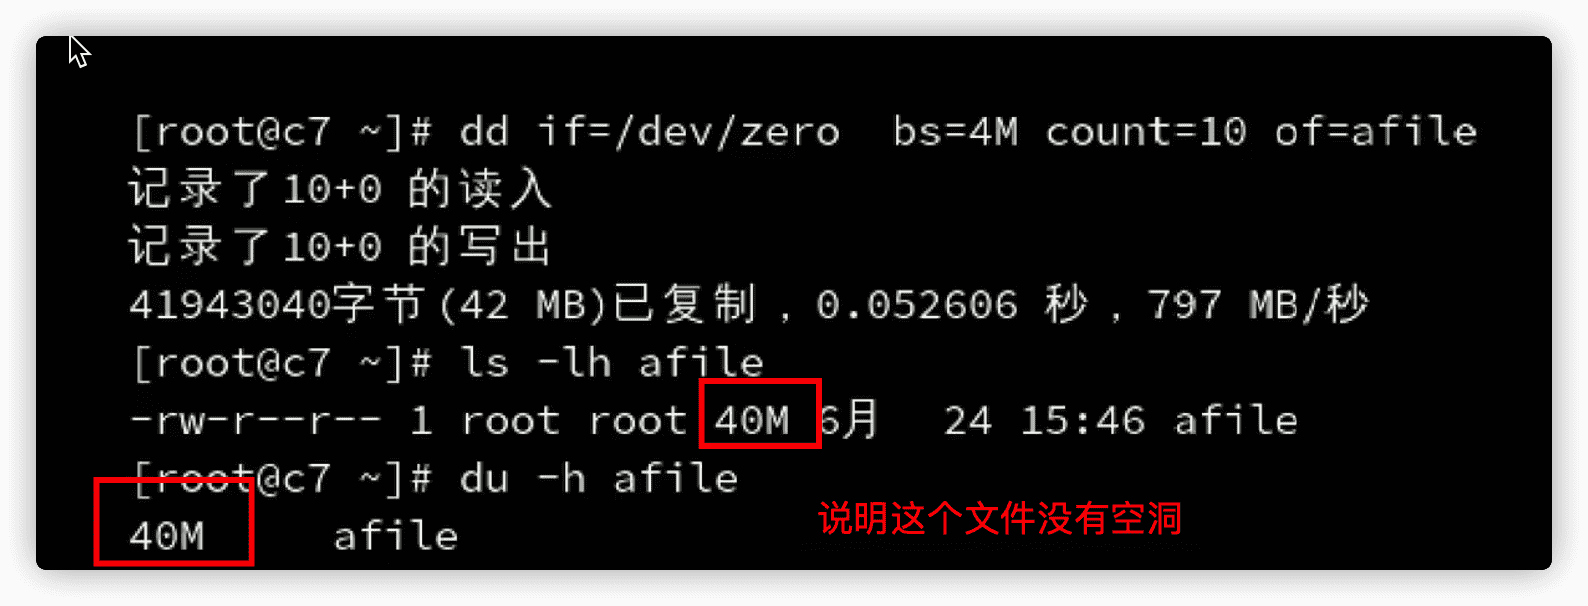 [root@c7 ~]# dd if=/dev/zero  bs=4M count=10 of=afile
记录了10+0 的读入
记录了10+0 的写出
41943040字节(42 MB)已复制，0.052606 秒，797 MB/秒
[root@c7 ~]# ls -lh afile
-rw-r--r-- 1 root root 40M 6月   24 15:46 afile
[root@c7 ~]# du -h afile
说明这个文件没有空洞
40M     afile